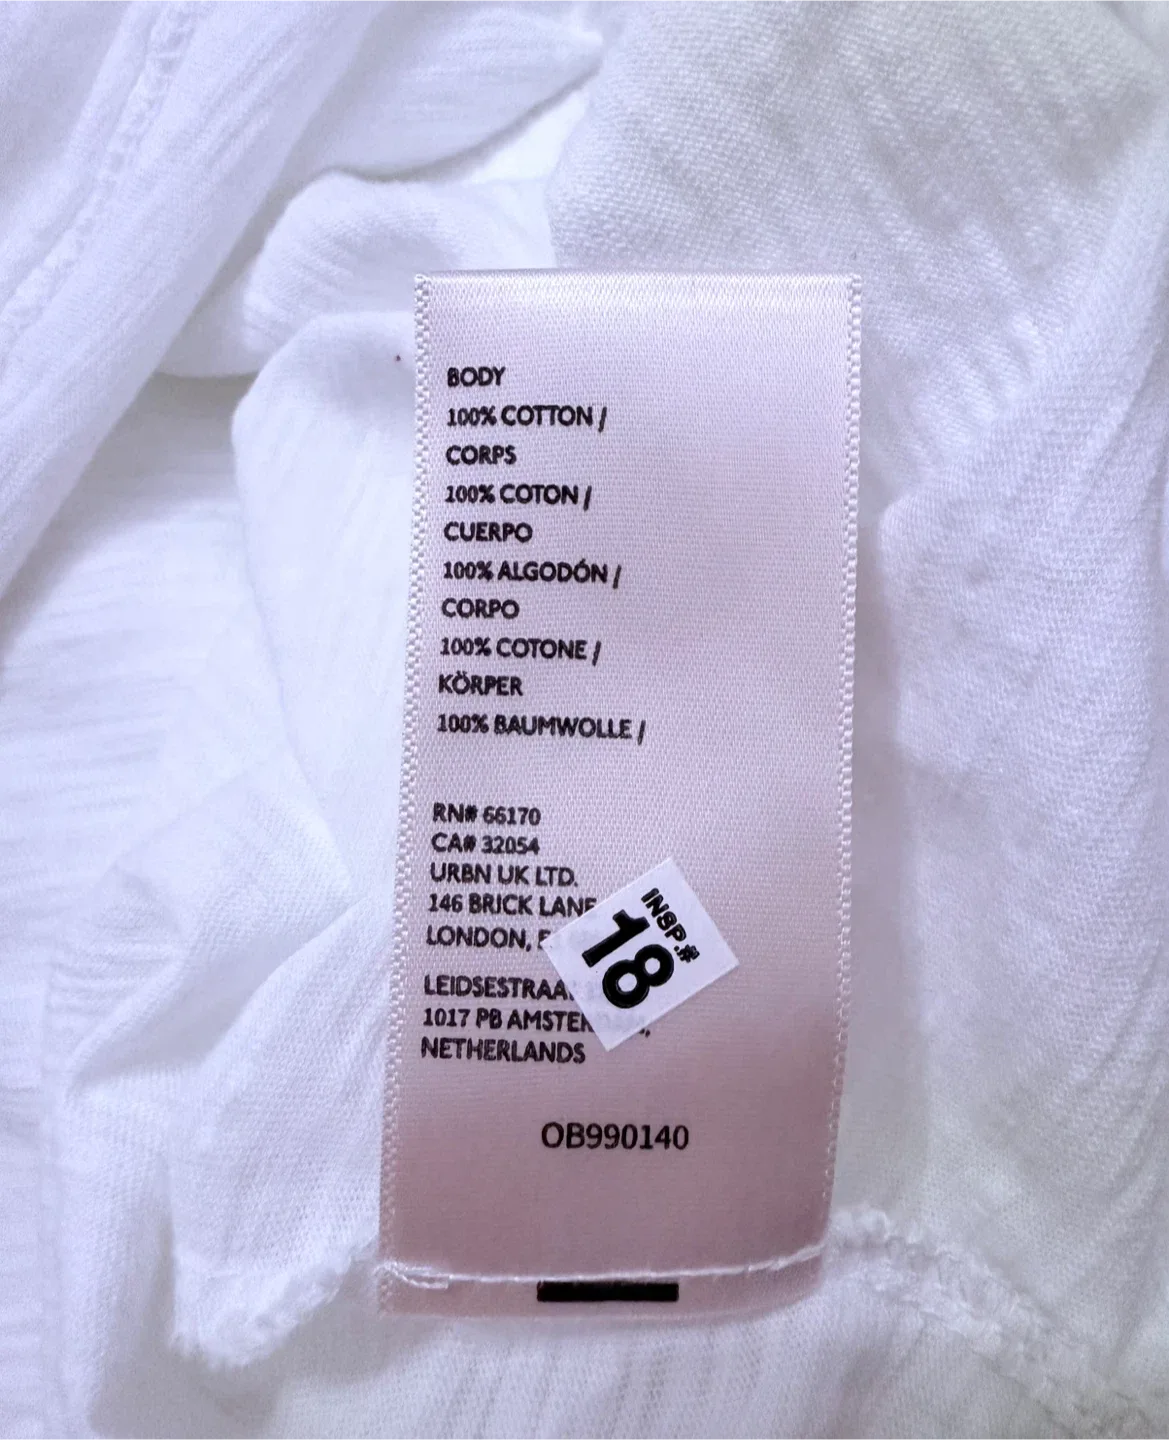 BODY
100% COTTON /
CORPS
100% COTON /
CUERPO
100% ALGODÓN /
CORPO
100% COTONE /
KÖRPER
100% BAUMWOLLE /
RN# 66170
CA# 32054
URBN UK LTD.
146 BRICK LANE
LONDON,
INSP.#
18
1017 PB
NETHERLANDS
OB990140